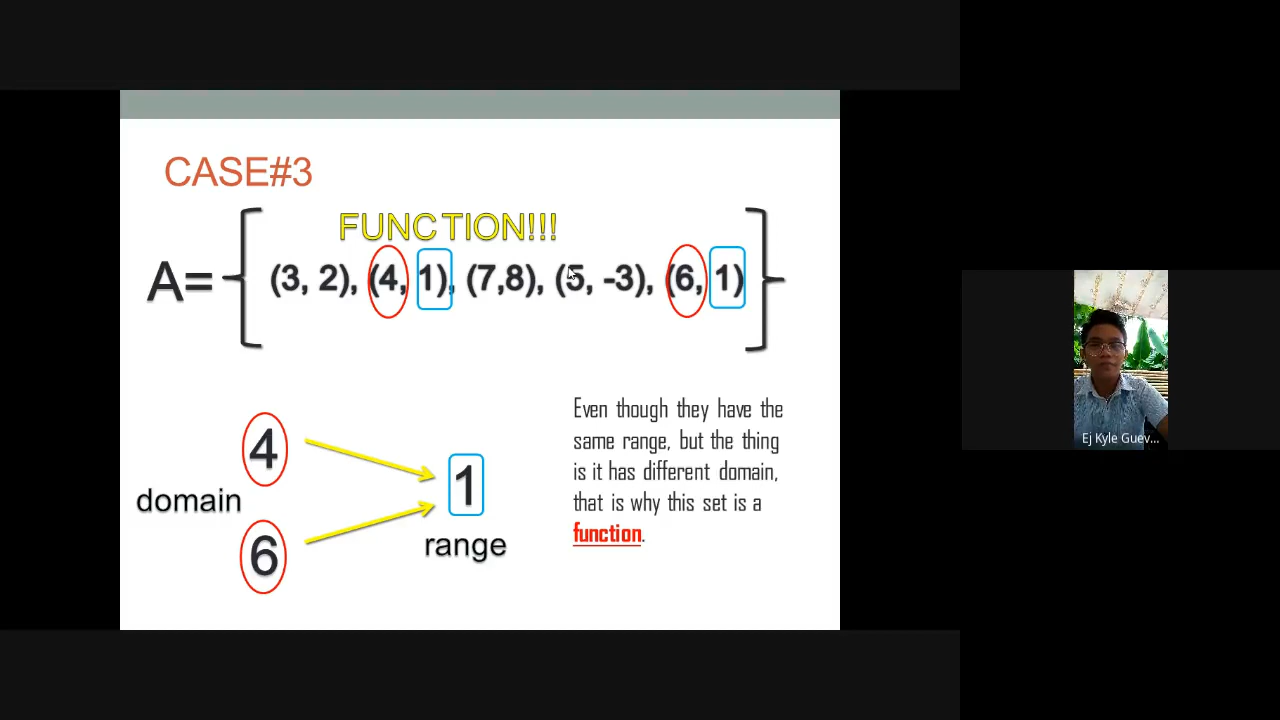 CASE#3
FUNCTION!!!
A= (3, 2), (4, 1), (7,8), (5, -3), (6, 1)
Even though they have the
same range, but the thing
is it has different domain,
that is why this set is a
function.
4
domain
6
1
range
Ej Kyle Guev...